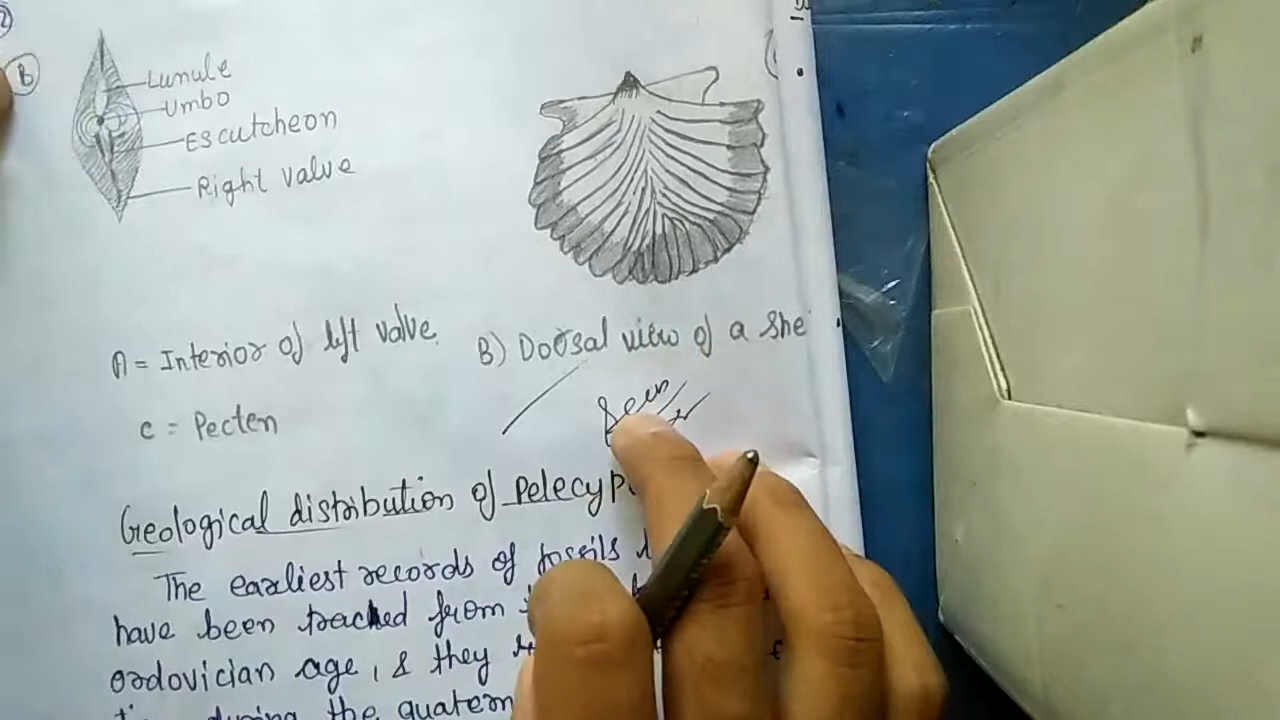 B
Lunule
Umbo
Escutcheon
Right valve
A = Interior of left valve.
B) Dorsal view of a she
c = Pecten
Seen
Geological distribution of Pelecyp
The earliest records of fossils
have been tracked from
ordovician age, & they
during the quatern